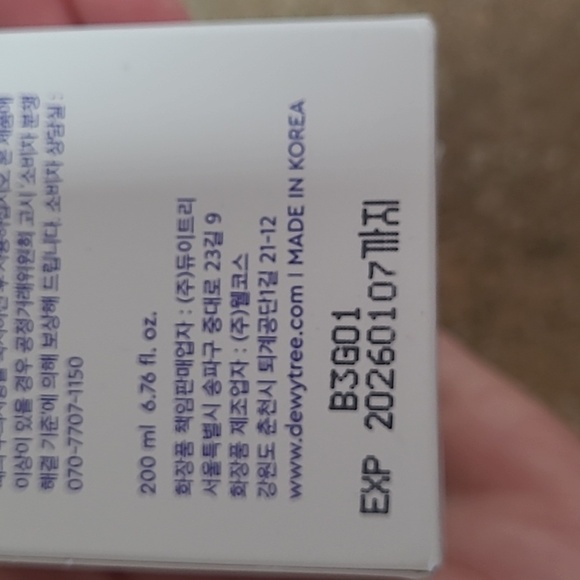 이상이 있을 경우 공정거래위원회 고시 '소비자 분쟁
해결 기준'에 의해 보상해 드립니다. 소비자 상담실 :
070-7707-1150
200 ml 6.76 fl. oz.
화장품 책임판매업자 : (주)듀이트리
서울특별시 송파구 중대로 23길 9
화장품 제조업자 : (주)웰코스
강원도 춘천시 퇴계공단1길 21-12
www.dewytree.com | MADE IN KOREA
B3G01
EXP 20260107까지